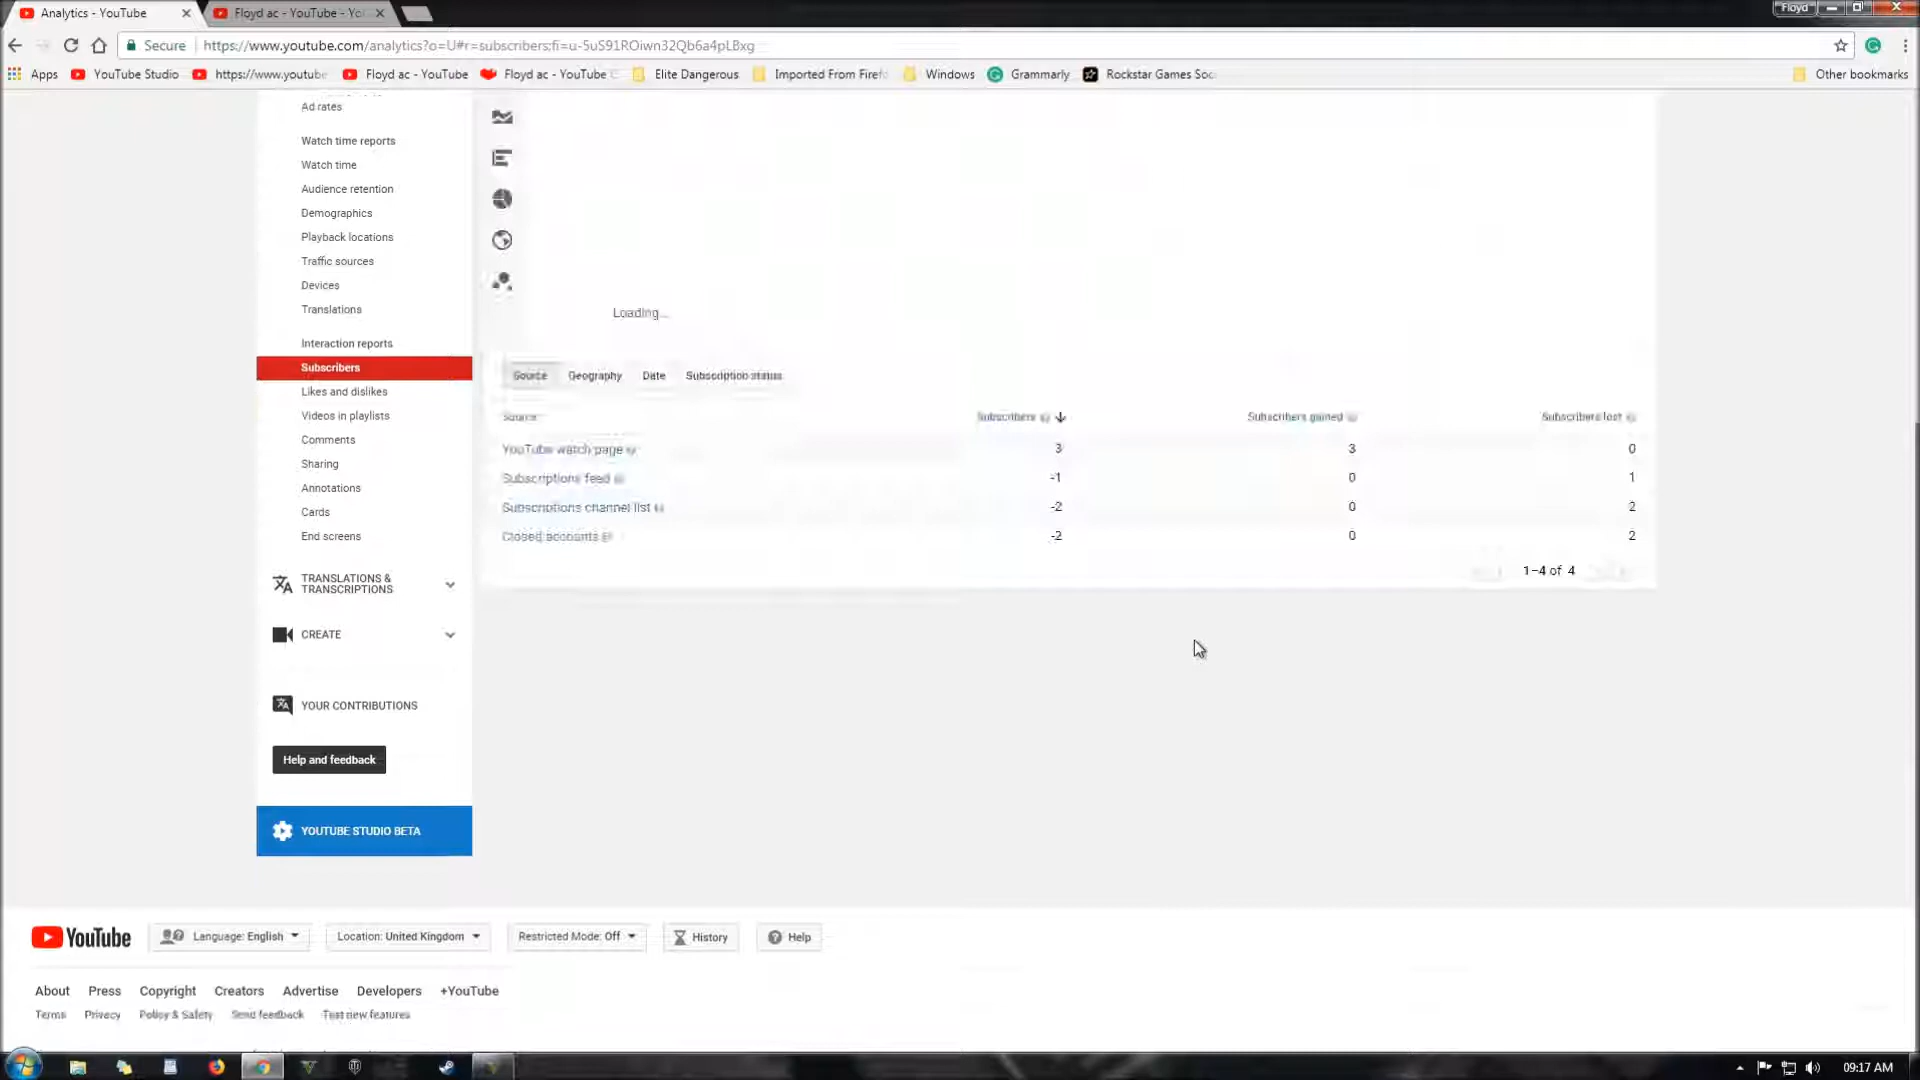 Analytics - YouTube
Floyd ac - YouTube - Yo
Floyd
Secure
https://www.youtube.com/analytics?o=U#r=subscribers;fi=u-5uS91ROiwn32Qb6a4pLBxg
Apps
YouTube Studio
https://www.youtube
Floyd ac - YouTube
Floyd ac - YouTube
Elite Dangerous
Imported From Firef
Windows
Grammarly
Rockstar Games Soc
Other bookmarks
Ad rates
Watch time reports
Watch time
Audience retention
Demographics
Playback locations
Traffic sources
Devices
Translations
Interaction reports
Subscribers
Likes and dislikes
Videos in playlists
Comments
Sharing
Annotations
Cards
End screens
TRANSLATIONS &
TRANSCRIPTIONS
CREATE
YOUR CONTRIBUTIONS
Help and feedback
YOUTUBE STUDIO BETA
Loading...
Source Geography Date Subscription status
Source Subscribers Subscribers gained Subscribers lost
YouTube watch page 3 3 0
Subscriptions feed -1 0 1
Subscriptions channel list -2 0 2
Closed accounts -2 0 2
1-4 of 4
YouTube
Language: English
Location: United Kingdom
Restricted Mode: Off
History
Help
About Press Copyright Creators Advertise Developers +YouTube
Terms Privacy Policy & Safety Send feedback Test new features
09:17 AM